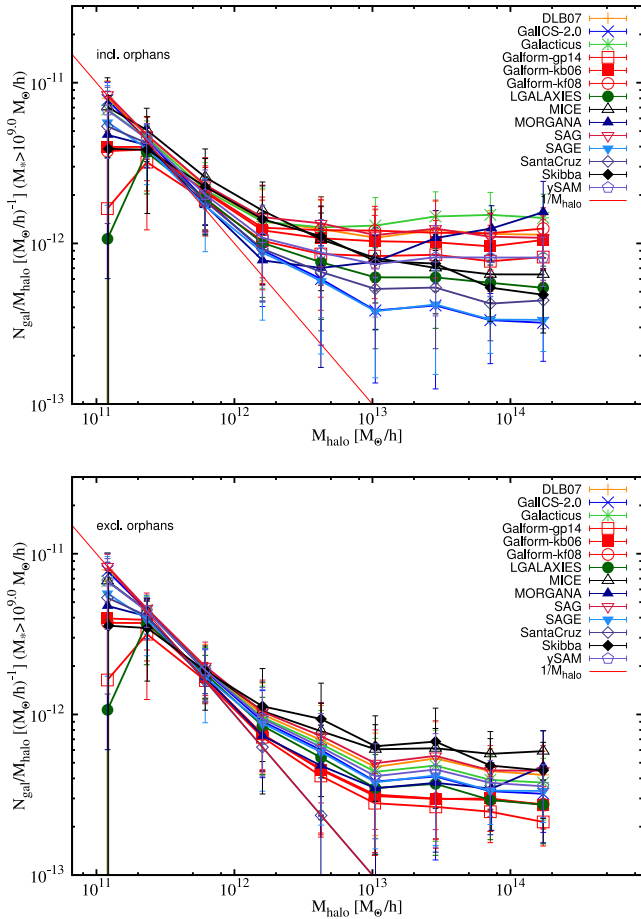 incl. orphans
DLB07
GalICS-2.0
Galacticus
Galform-gp14
Galform-kb06
Galform-kf08
LGALAXIES
MICE
MORGANA
SAG
SAGE
SantaCruz
Skibba
ySAM
1/M_halo
10^-11
10^-12
10^-13
N_gal/M_halo [(M_⊙/h)^-1] (M_*>10^9.0 M_⊙/h)
10^11
10^12
10^13
10^14
M_halo [M_⊙/h]
excl. orphans
DLB07
GalICS-2.0
Galacticus
Galform-gp14
Galform-kb06
Galform-kf08
LGALAXIES
MICE
MORGANA
SAG
SAGE
SantaCruz
Skibba
ySAM
1/M_halo
10^-11
10^-12
10^-13
N_gal/M_halo [(M_⊙/h)^-1] (M_*>10^9.0 M_⊙/h)
10^11
10^12
10^13
10^14
M_halo [M_⊙/h]